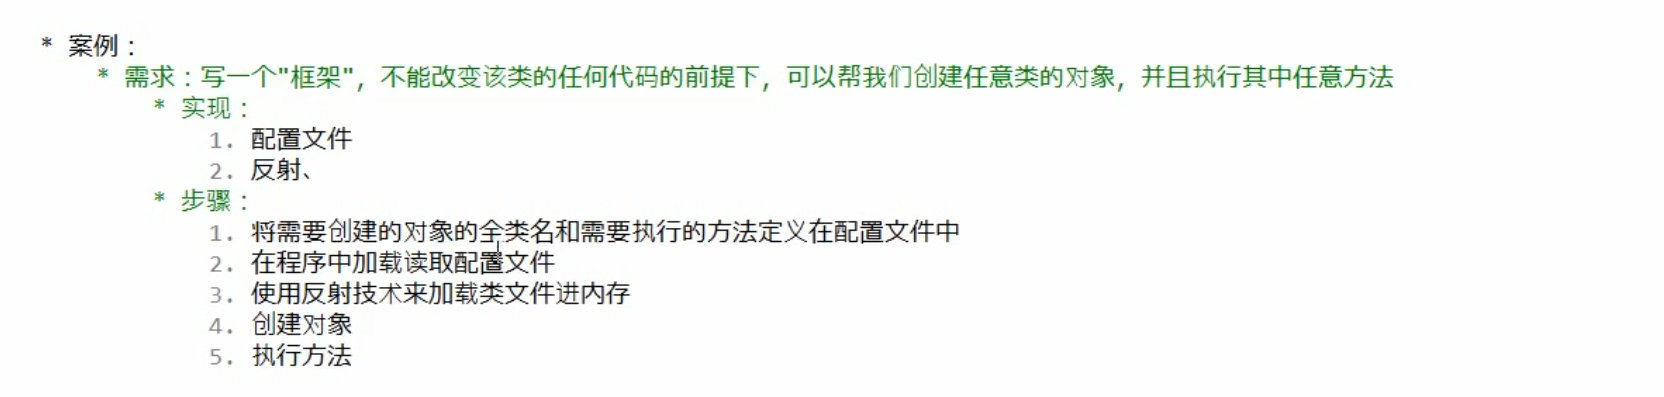 * 案例：
* 需求：写一个"框架"，不能改变该类的任何代码的前提下，可以帮我们创建任意类的对象，并且执行其中任意方法
* 实现：
1. 配置文件
2. 反射、
* 步骤：
1. 将需要创建的对象的全类名和需要执行的方法定义在配置文件中
2. 在程序中加载读取配置文件
3. 使用反射技术来加载类文件进内存
4. 创建对象
5. 执行方法